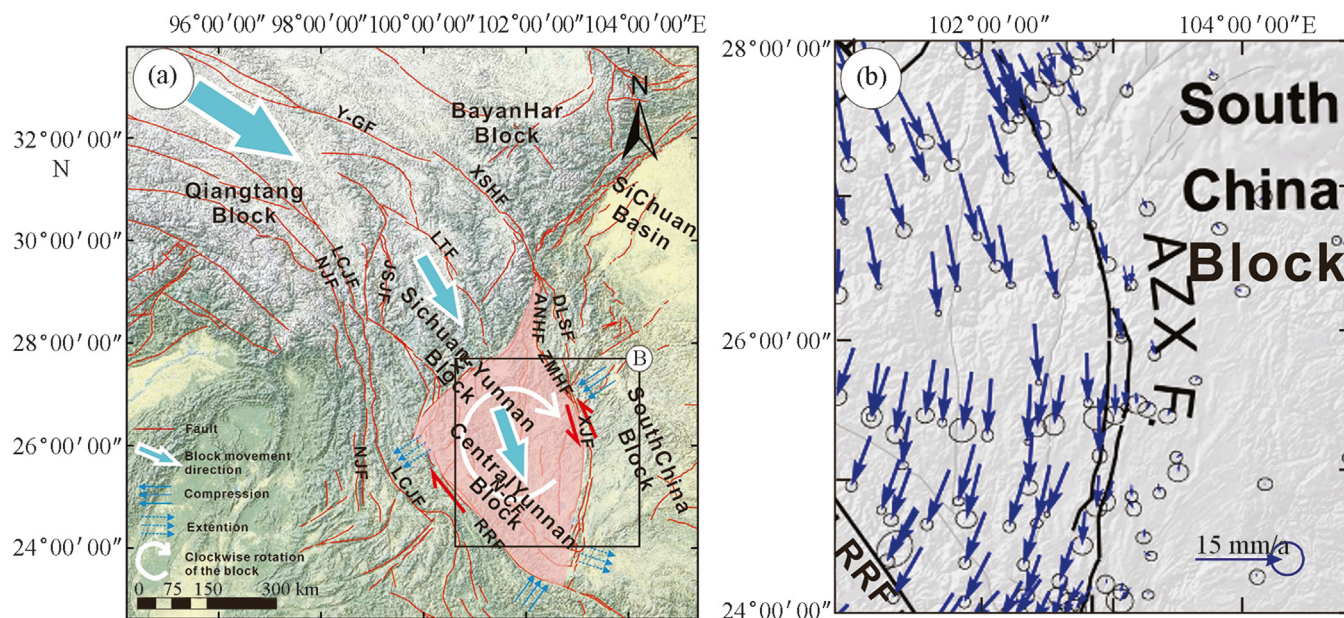 96°00′00″
98°00′00″
100°00′00″
102°00′00″
104°00′00″E
32°00′00″
N
30°00′00″
28°00′00″
26°00′00″
24°00′00″
(a)
N
Y-GF
BayanHar
Block
Qiangtang
Block
XSHF
SiChuan
Basin
LTF
LCJF
NJF
JSJF
Sichuan-Yunnan
Block
ANHF
DLSF
ZMHF
B
XJF
SouthChina
Block
CentralYunnan
Block
NJF
LCJF
RRF
Fault
Block movement
direction
Compression
Extention
Clockwise rotation
of the block
0 75 150 300 km
102°00′00″
104°00′00″E
28°00′00″
26°00′00″
24°00′00″
(b)
South
China
Block
AZX F.
RRF
15 mm/a